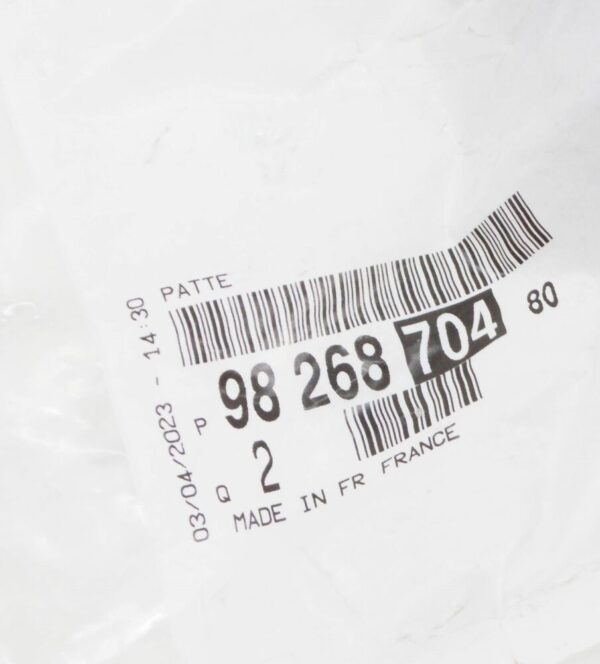 PATTE
P 98 268 704 80
Q 2
MADE IN FR FRANCE
03/04/2023 - 14:30